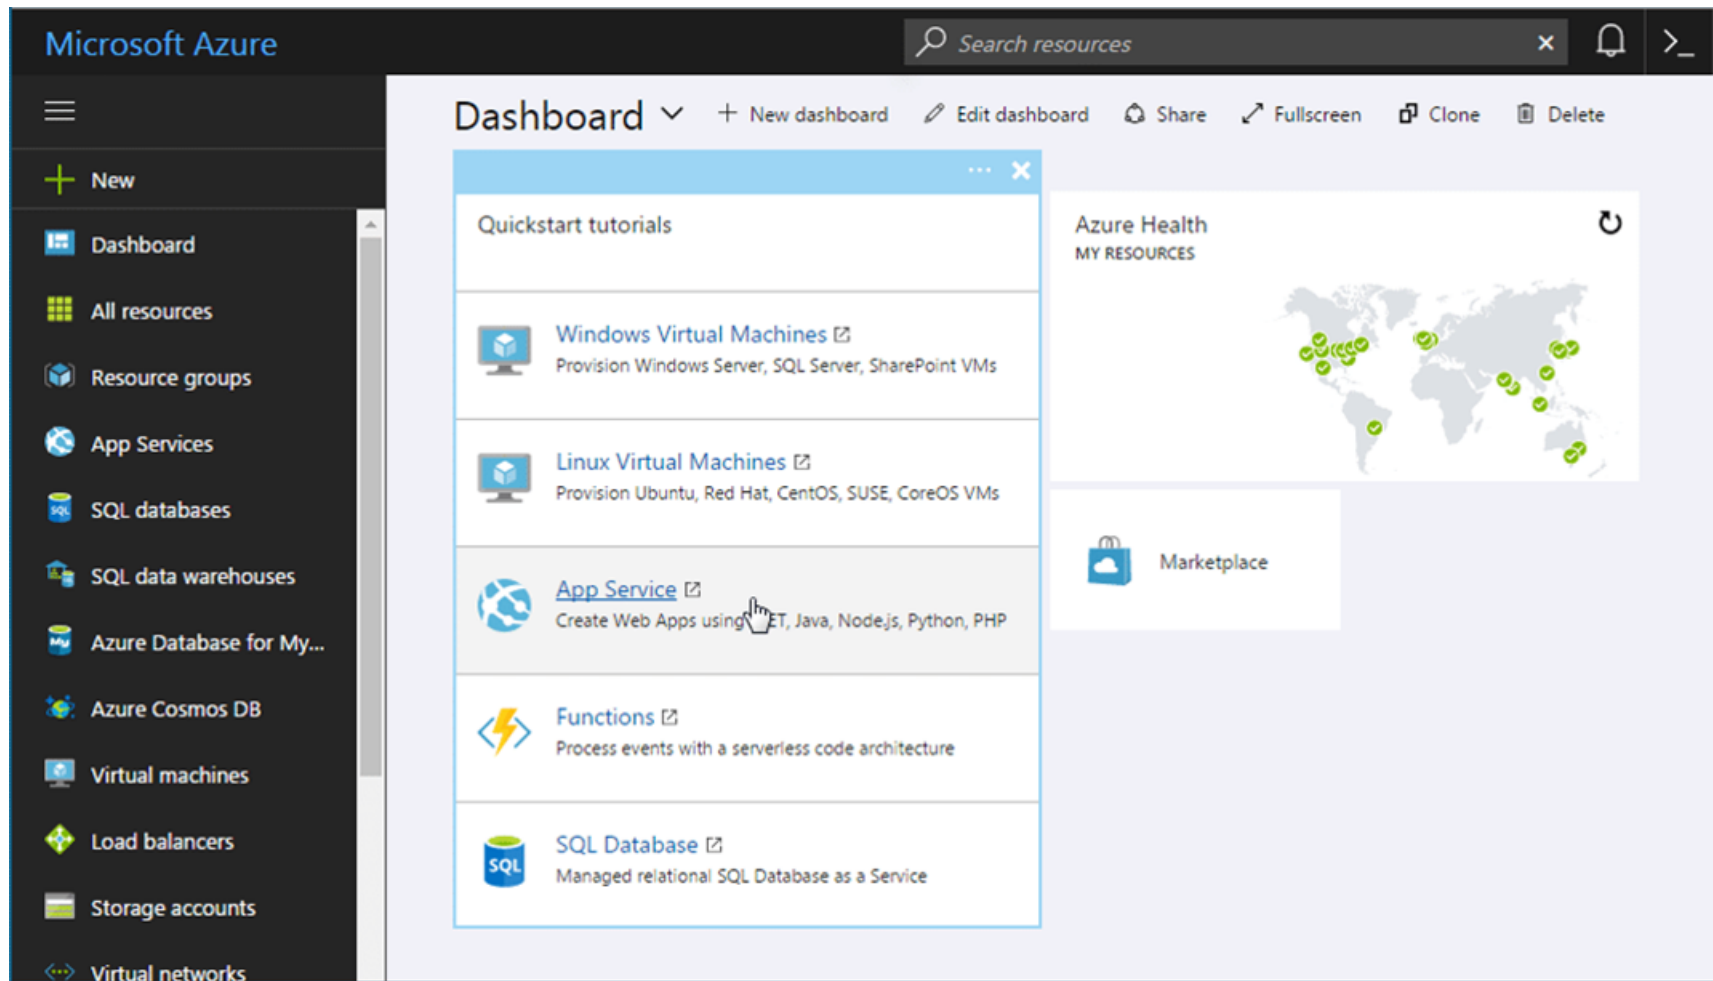 Microsoft Azure
Search resources
New
Dashboard
All resources
Resource groups
App Services
SQL databases
SQL data warehouses
Azure Database for My...
Azure Cosmos DB
Virtual machines
Load balancers
Storage accounts
Virtual networks
Dashboard
New dashboard
Edit dashboard
Share
Fullscreen
Clone
Delete
Quickstart tutorials
Windows Virtual Machines
Provision Windows Server, SQL Server, SharePoint VMs
Linux Virtual Machines
Provision Ubuntu, Red Hat, CentOS, SUSE, CoreOS VMs
App Service
Create Web Apps using ET, Java, Node.js, Python, PHP
Functions
Process events with a serverless code architecture
SQL
SQL Database
Managed relational SQL Database as a Service
Azure Health
MY RESOURCES
Marketplace